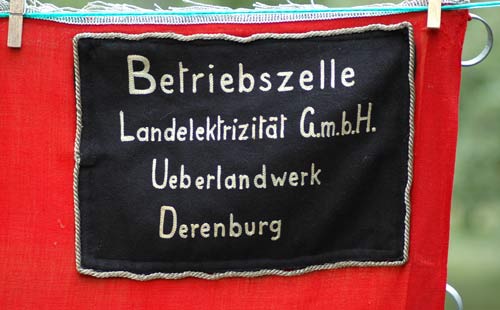 Betriebszelle
Landelektrizität G.m.b.H.
Ueberlandwerk
Derenburg